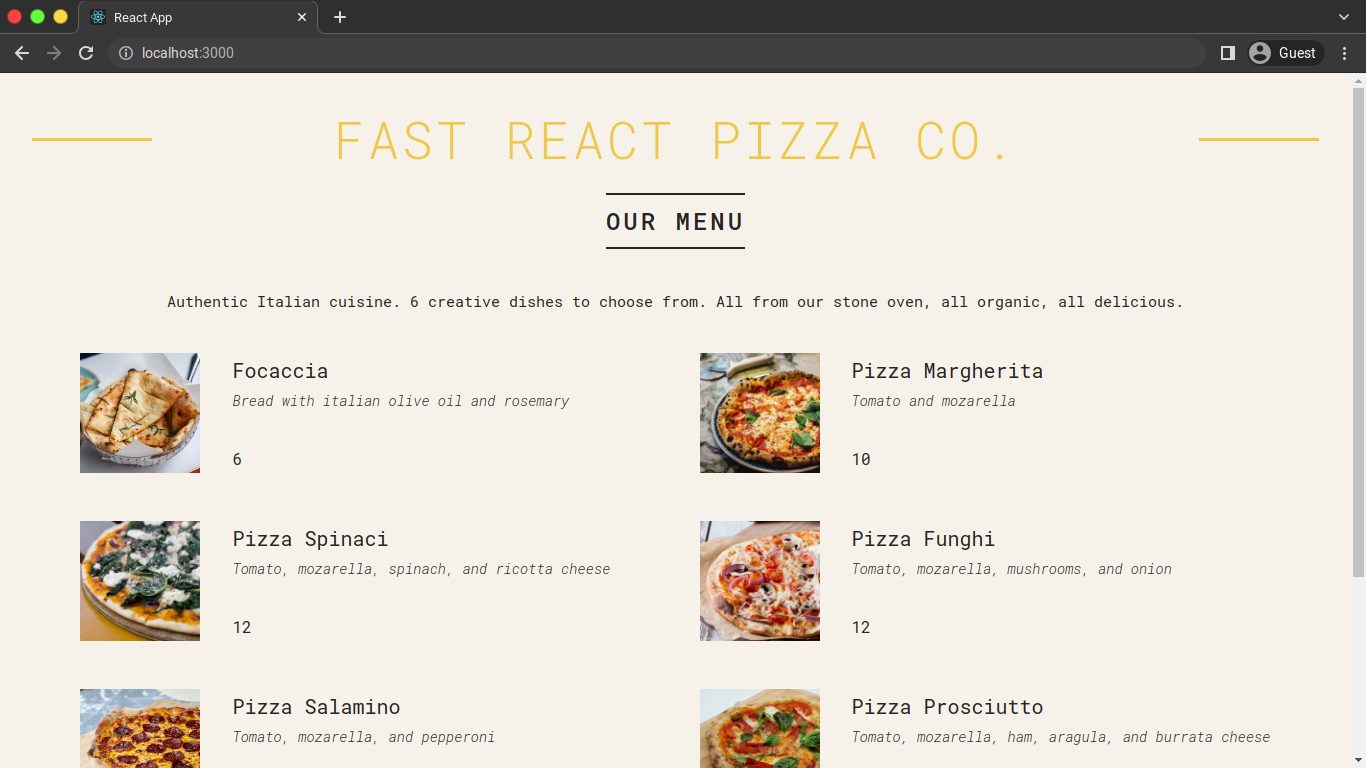 React App
localhost:3000
Guest
FAST REACT PIZZA CO.
OUR MENU
Authentic Italian cuisine. 6 creative dishes to choose from. All from our stone oven, all organic, all delicious.
Focaccia
Bread with italian olive oil and rosemary
6
Pizza Margherita
Tomato and mozarella
10
Pizza Spinaci
Tomato, mozarella, spinach, and ricotta cheese
12
Pizza Funghi
Tomato, mozarella, mushrooms, and onion
12
Pizza Salamino
Tomato, mozarella, and pepperoni
Pizza Prosciutto
Tomato, mozarella, ham, aragula, and burrata cheese